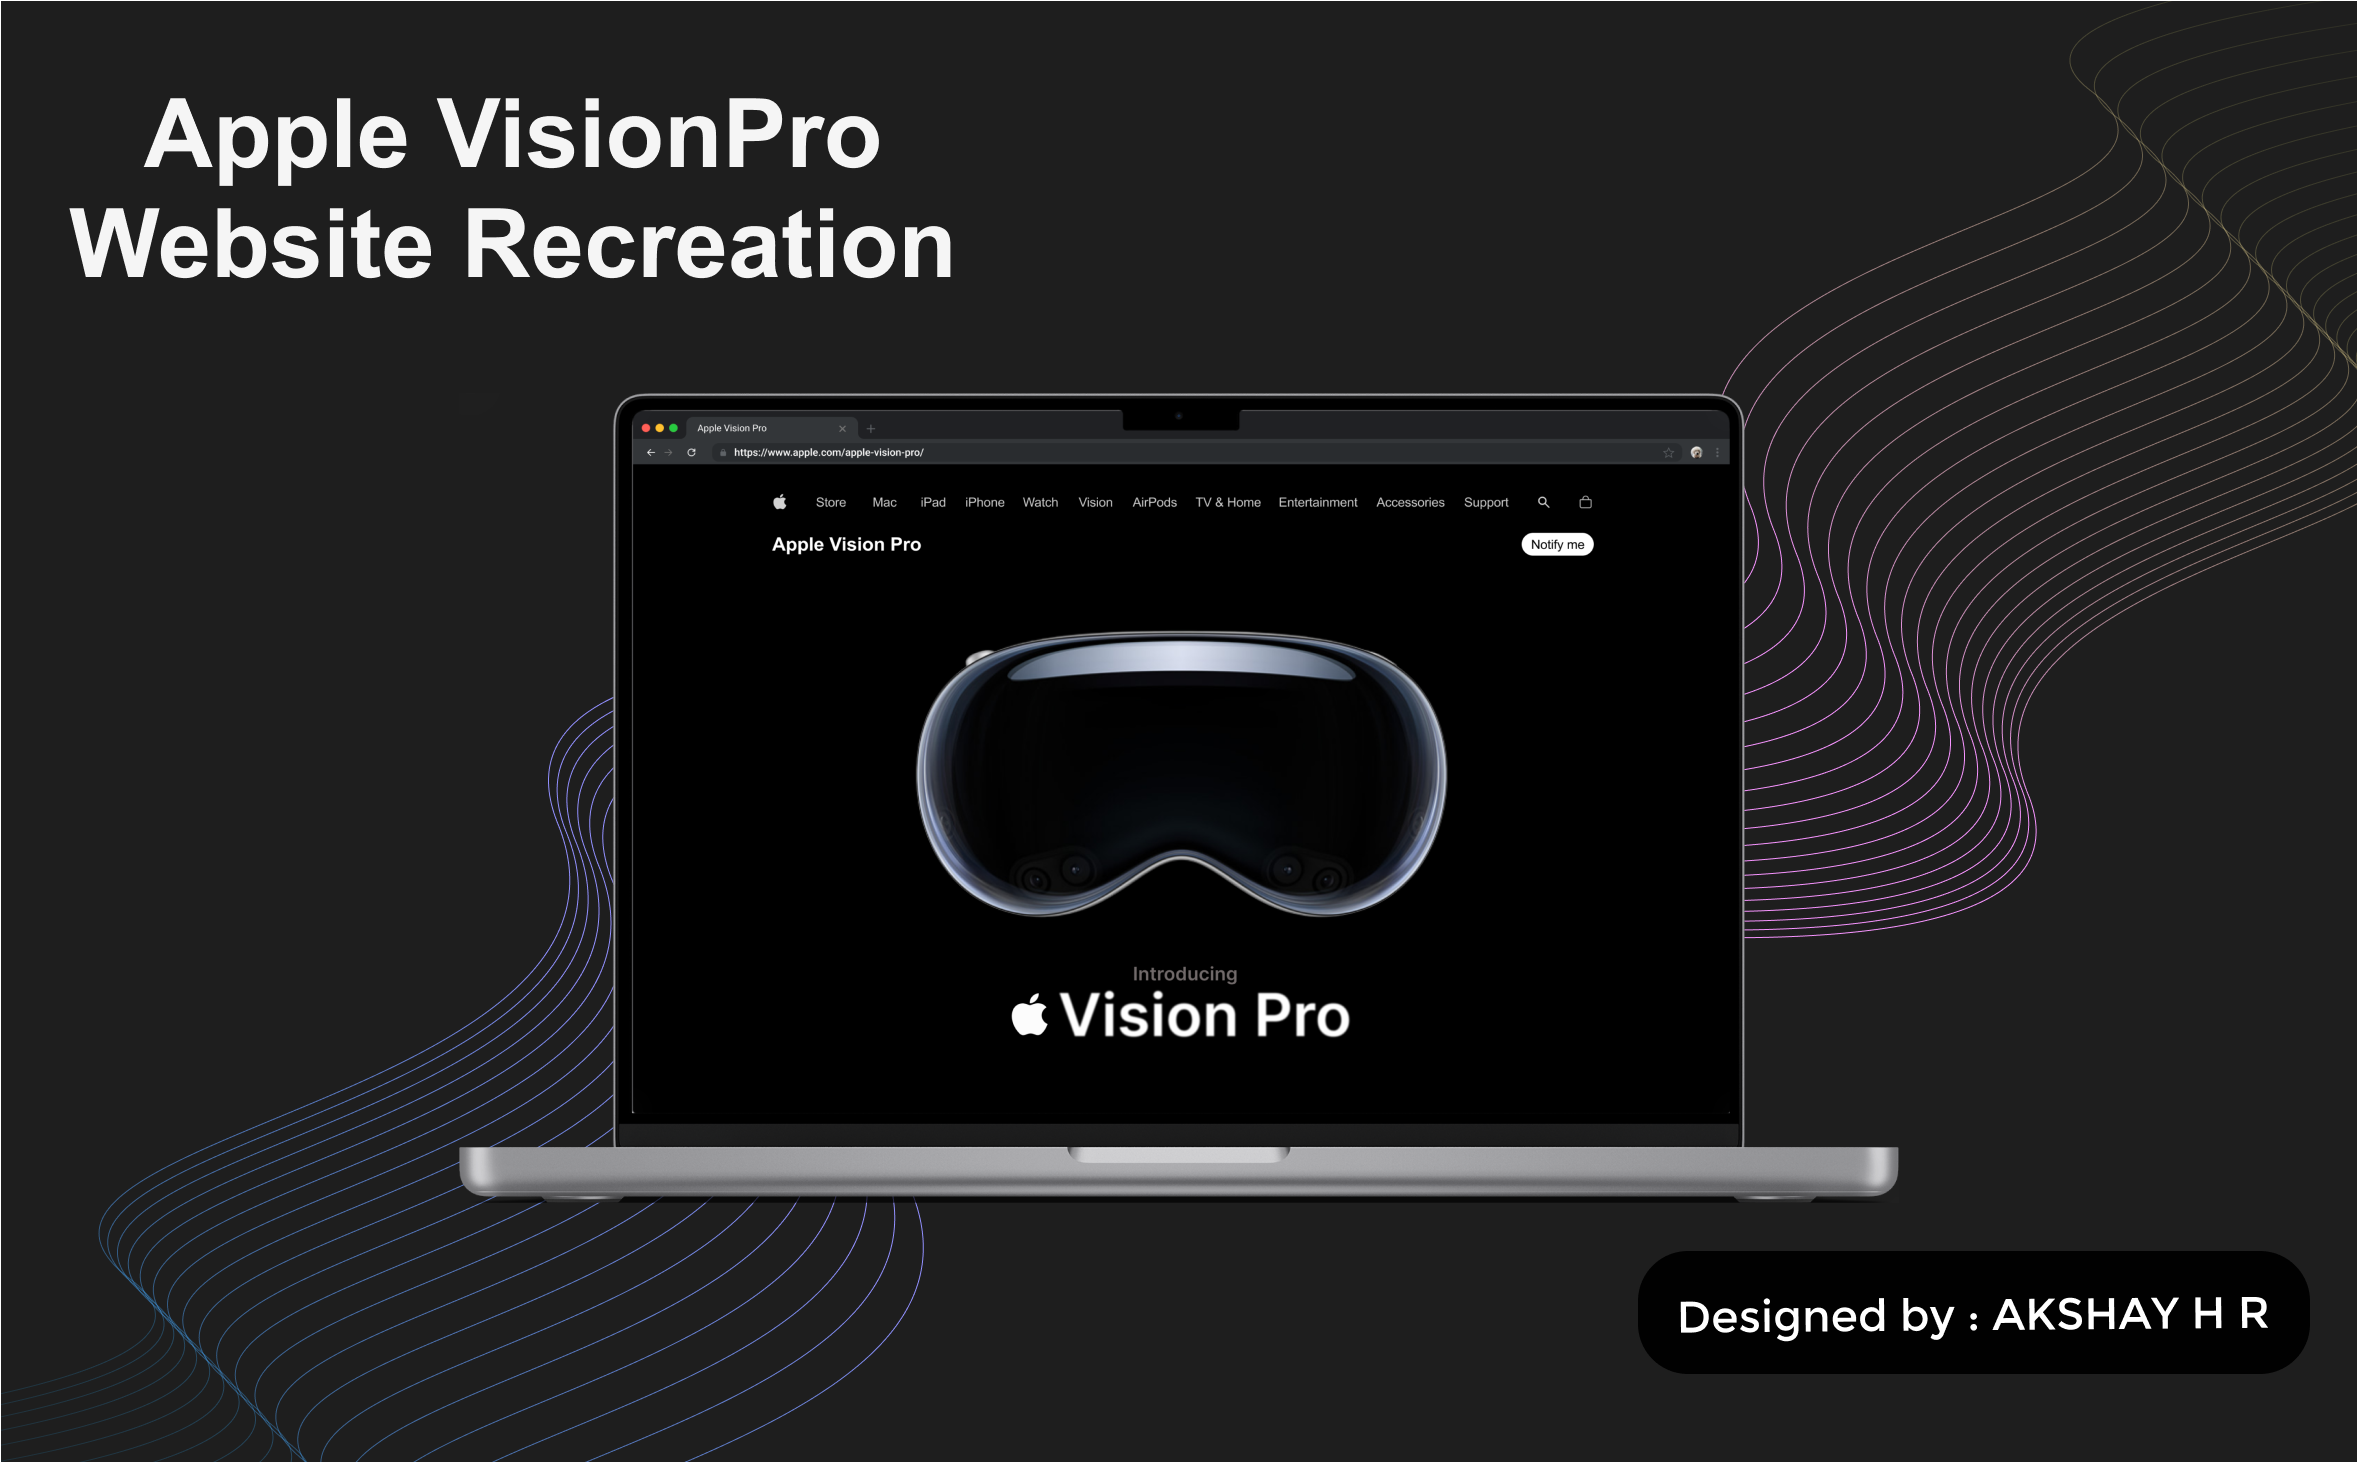 Apple VisionPro
Website Recreation
Apple Vision Pro
https://www.apple.com/apple-vision-pro/
Store Mac iPad iPhone Watch Vision AirPods TV & Home Entertainment Accessories Support
Apple Vision Pro Notify me
Introducing
Vision Pro
Designed by : AKSHAY H R